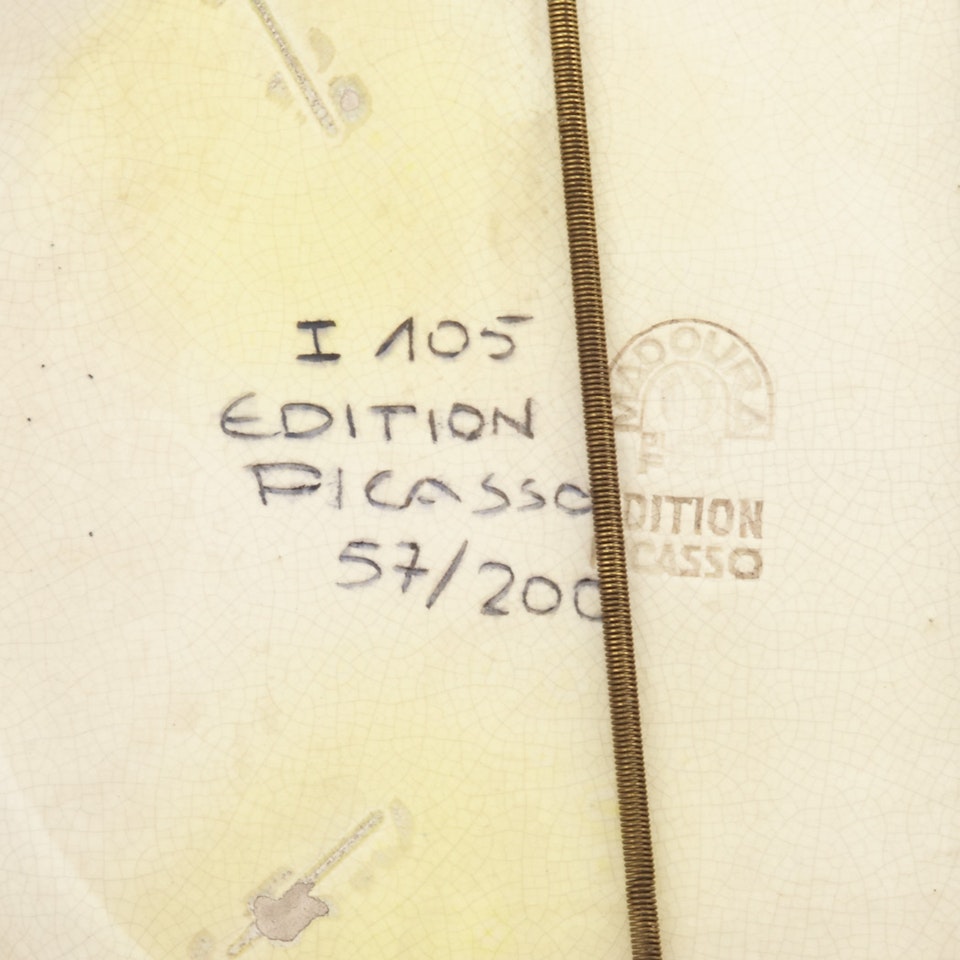 I 105
EDITION
PICASSO
57/200
MADOURA
DITION
CASSO